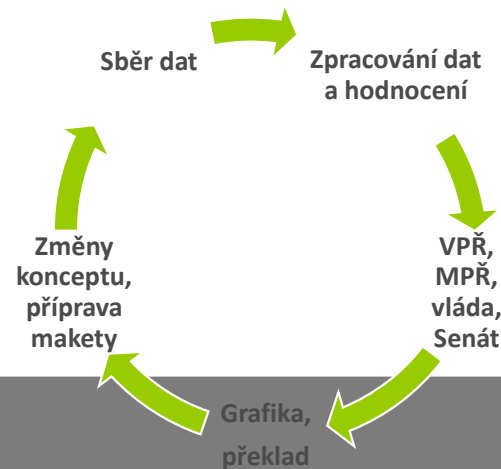 Sběr dat
Zpracování dat
a hodnocení
VPŘ,
MPŘ,
vláda,
Senát
Grafika,
překlad
Změny
konceptu,
příprava
makety